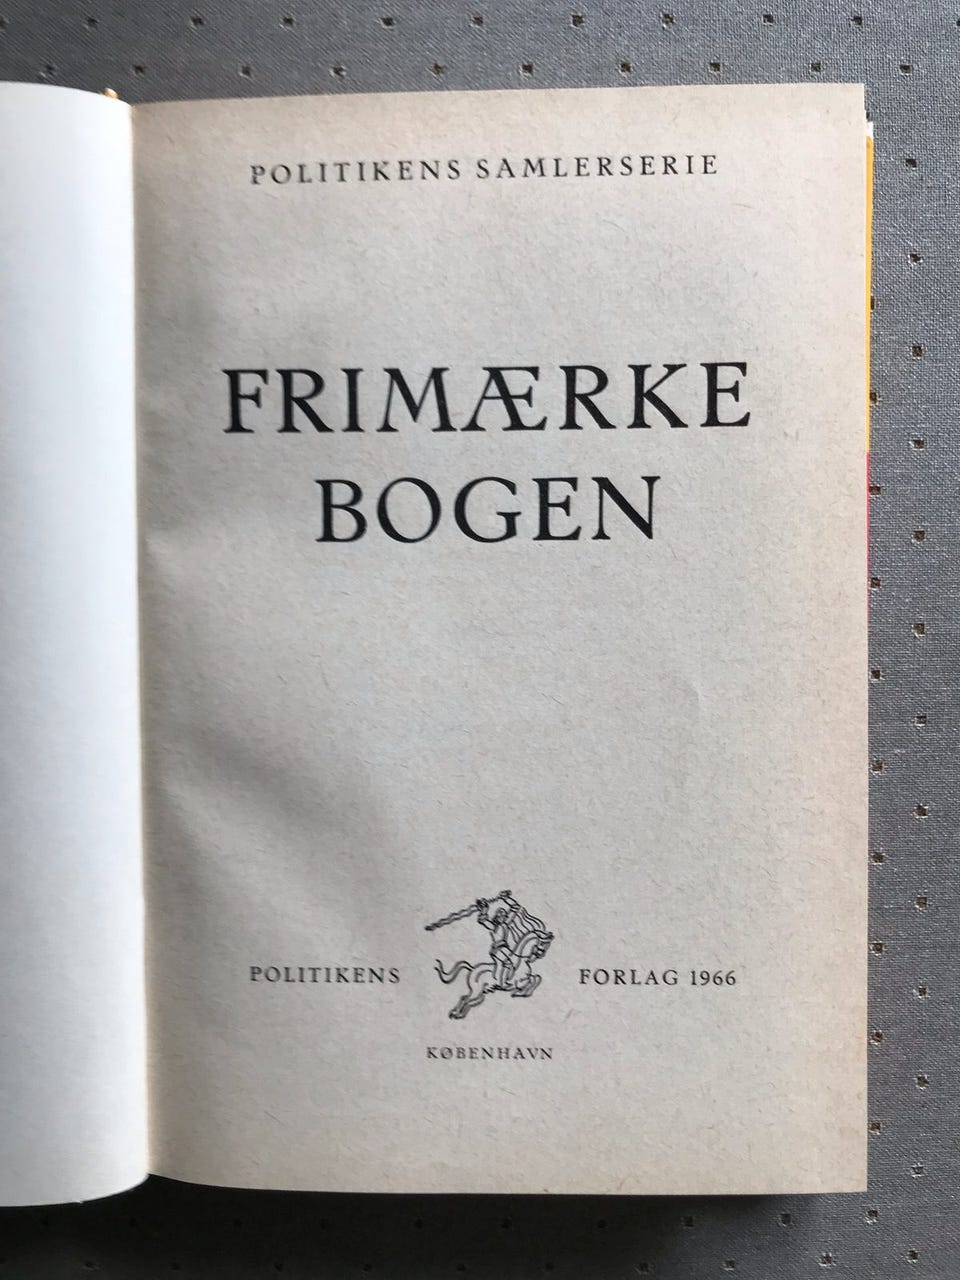 POLITIKENS SAMLERSERIE
FRIMÆRKE
BOGEN
POLITIKENS FORLAG 1966
KØBENHAVN